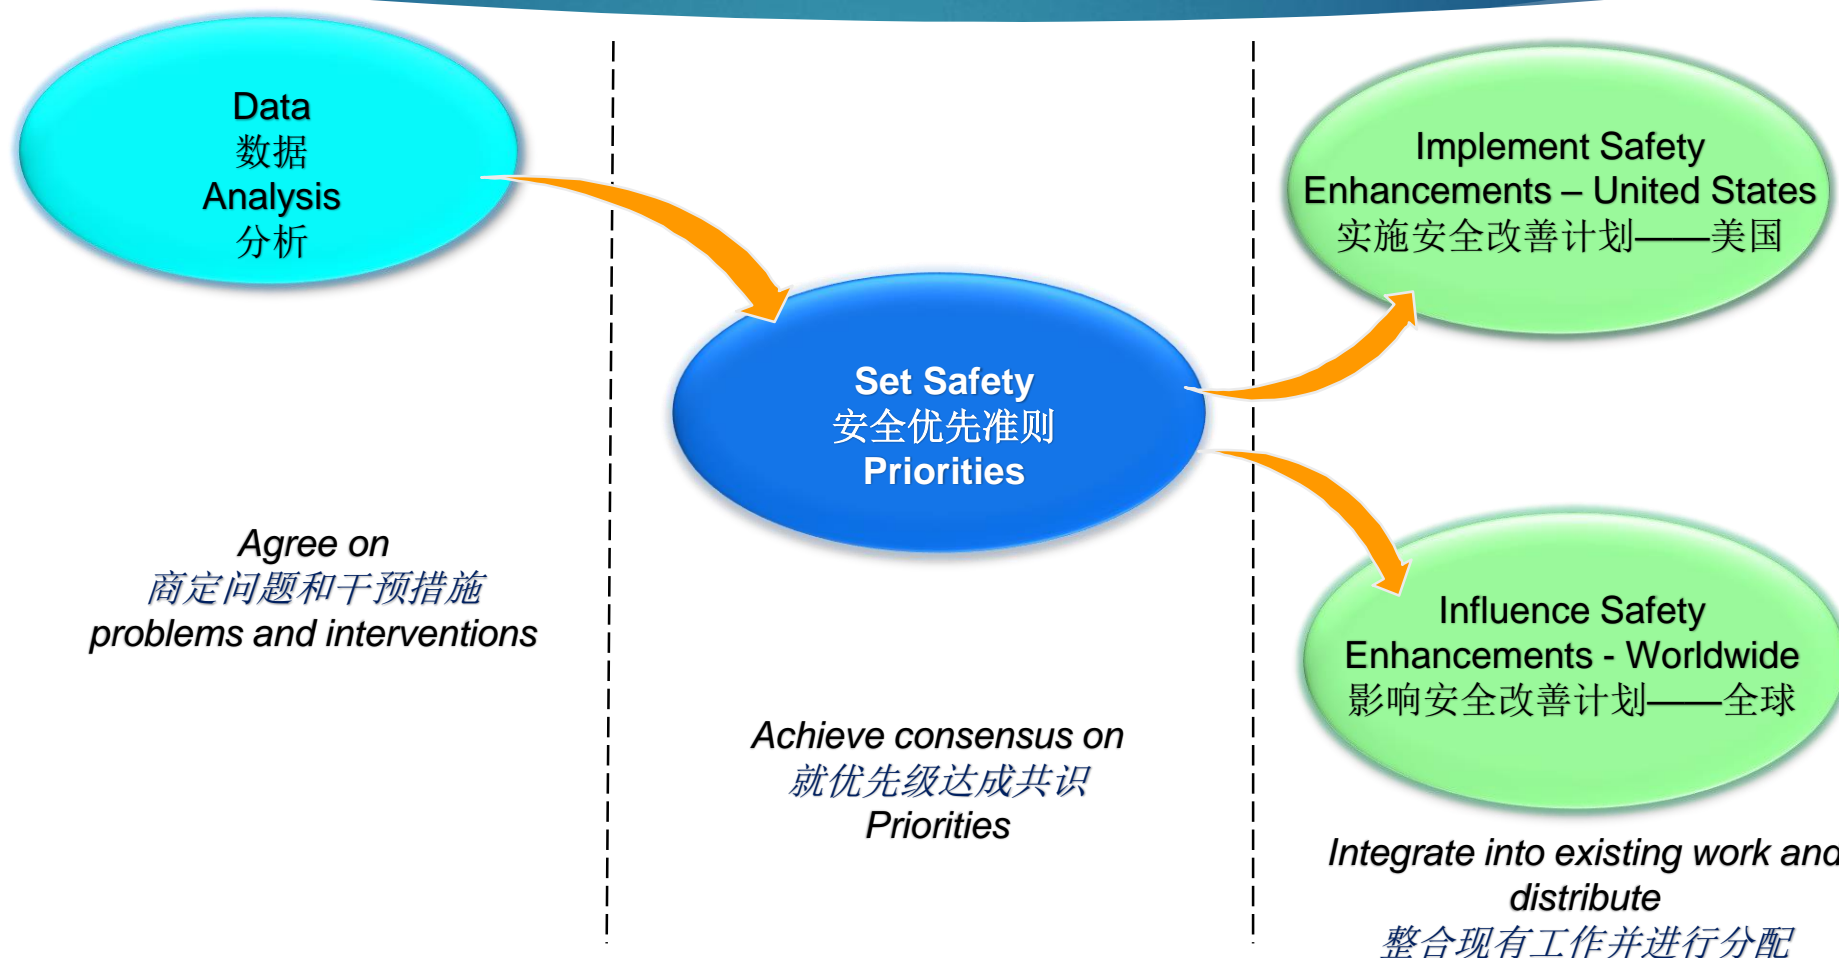 Data
数据
Analysis
分析
Agree on
商定问题和干预措施
problems and interventions
Set Safety
安全优先准则
Priorities
Achieve consensus on
就优先级达成共识
Priorities
Implement Safety
Enhancements – United States
实施安全改善计划——美国
Influence Safety
Enhancements - Worldwide
影响安全改善计划——全球
Integrate into existing work and
distribute
整合现有工作并进行分配